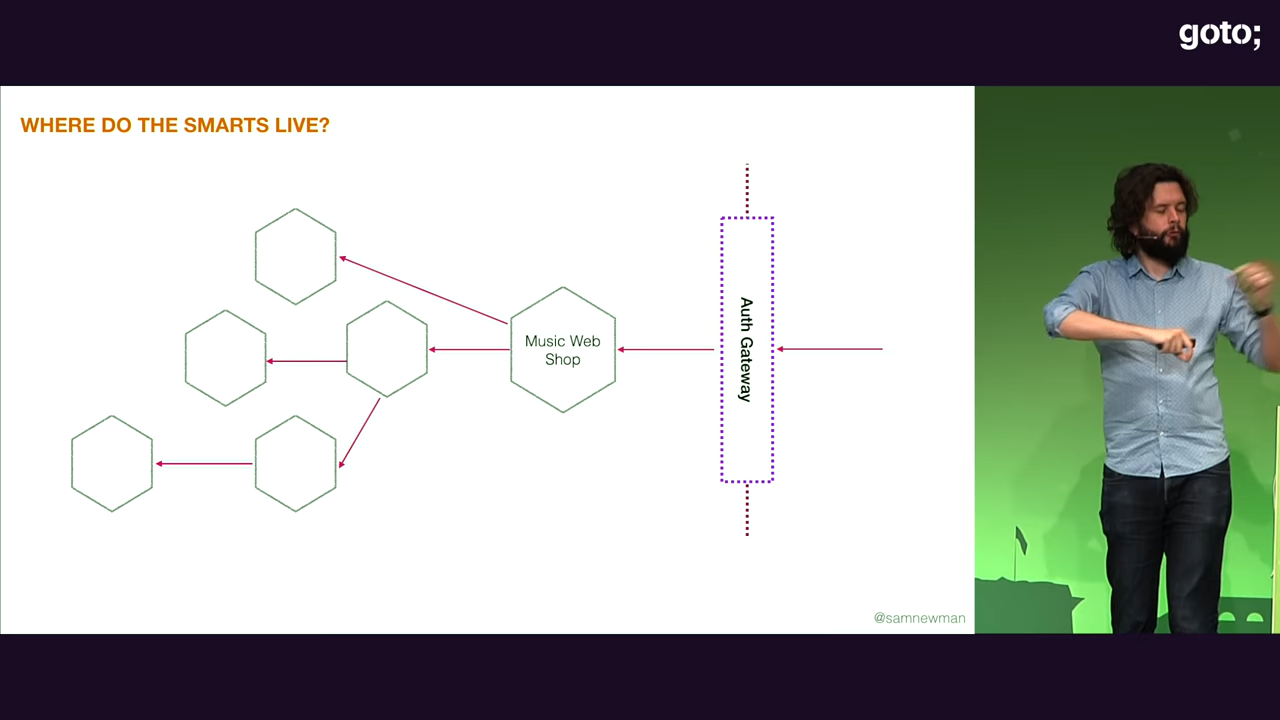 goto;
WHERE DO THE SMARTS LIVE?
Music Web
Shop
Auth Gateway
@samnewman